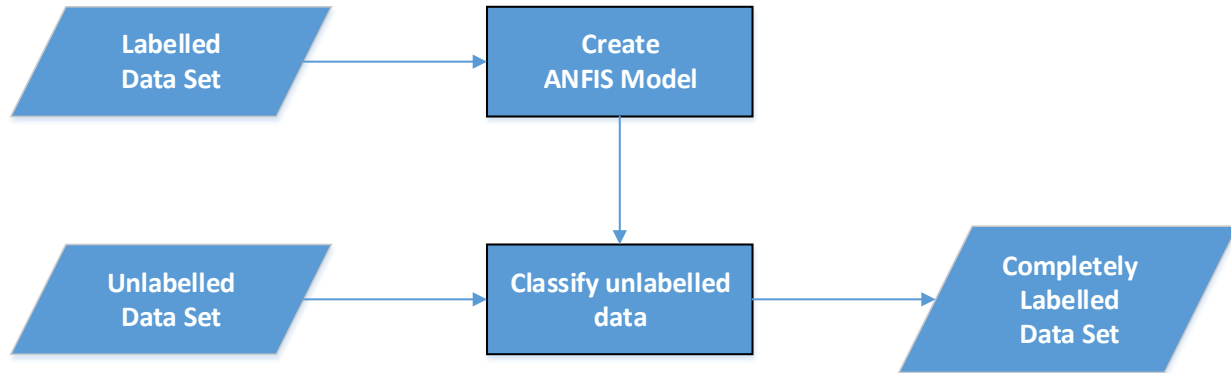 Labelled
Data Set
Create
ANFIS Model
Unlabelled
Data Set
Classify unlabelled
data
Completely
Labelled
Data Set